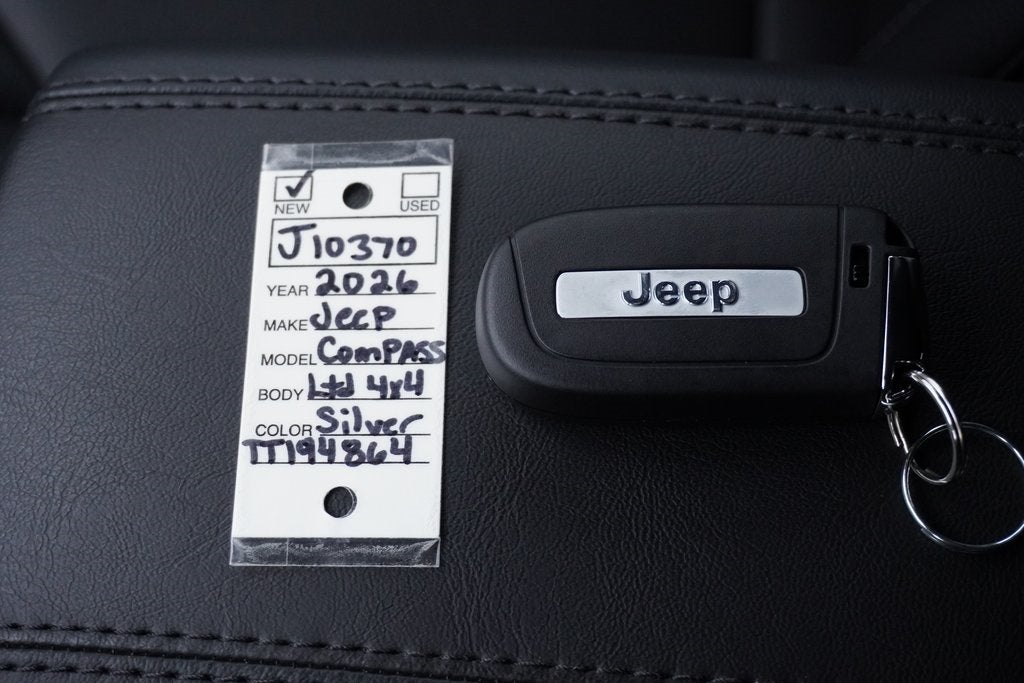 NEW USED
J10370
YEAR 2026
MAKE Jeep
MODEL ComPASS
BODY Ltd 4x4
COLOR Silver
TT194864
Jeep